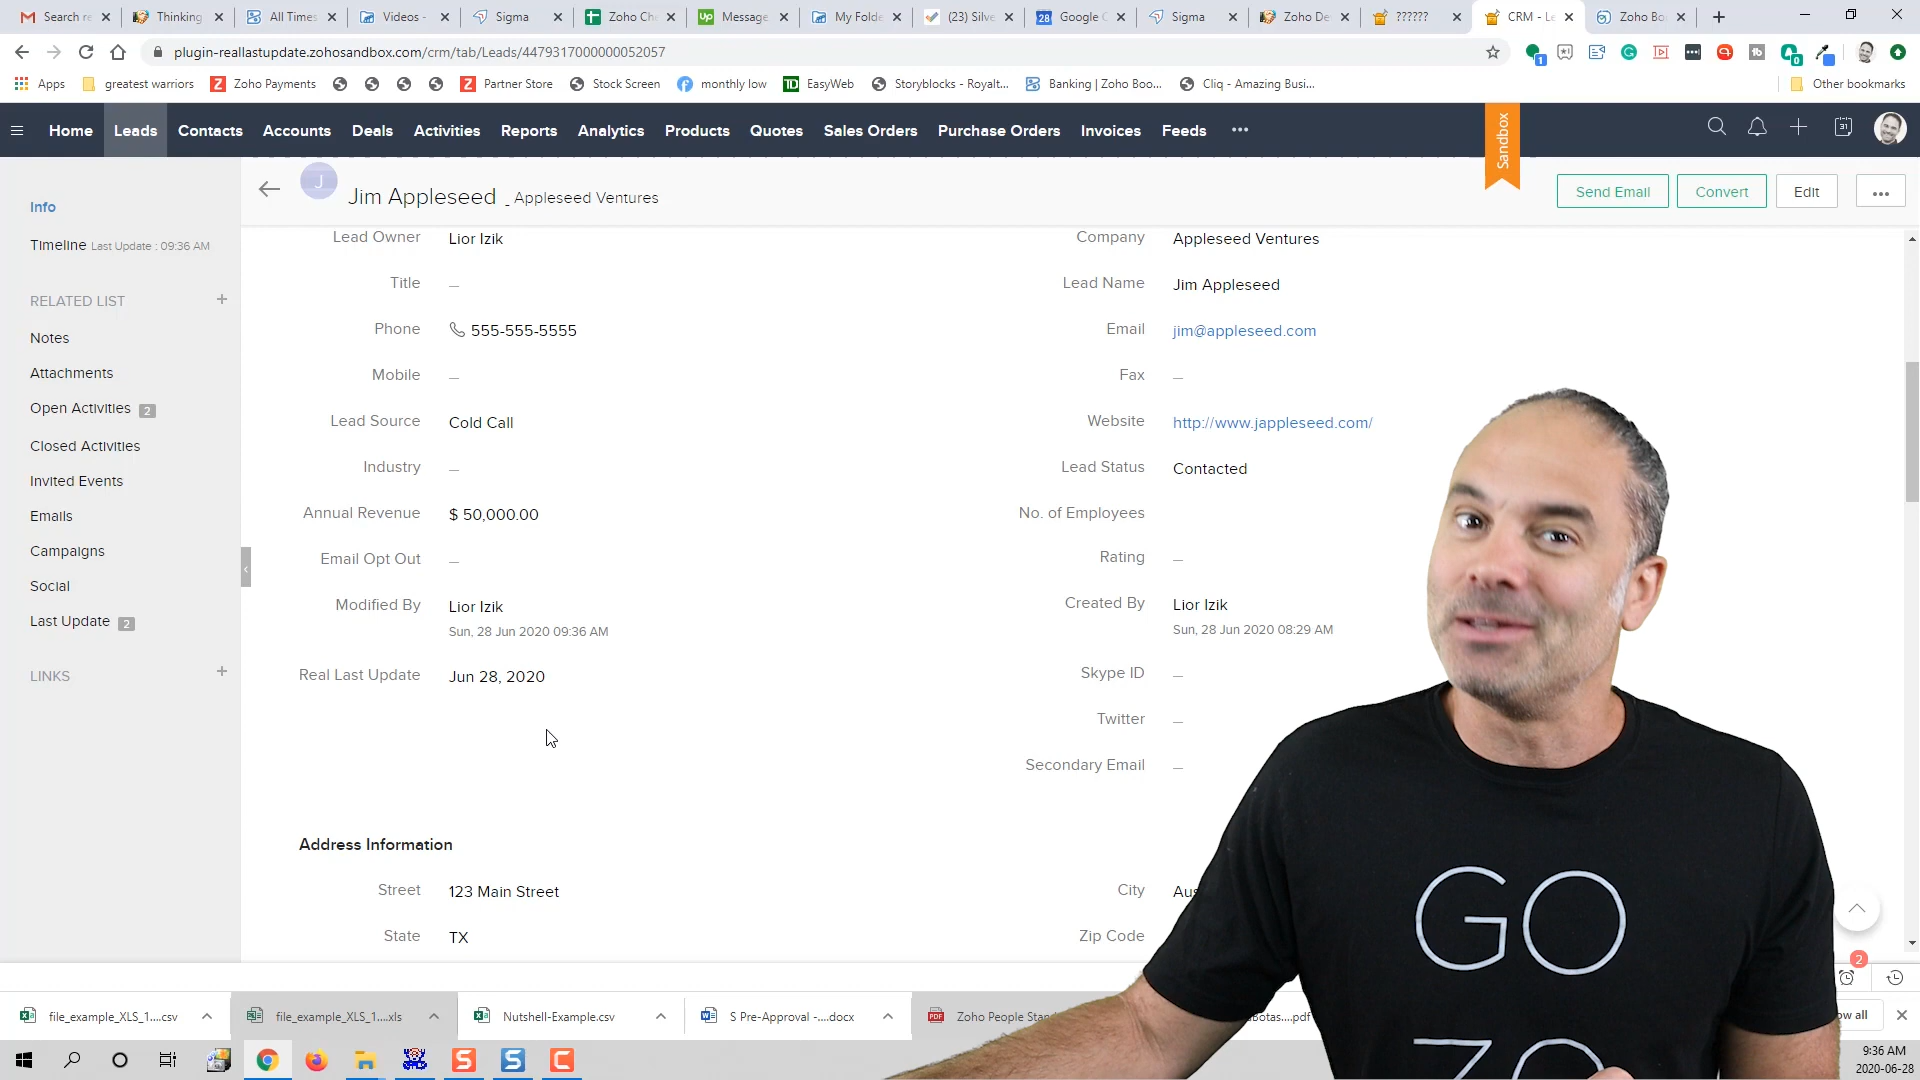 Search re
Thinking
All Times
Videos -
Sigma
Zoho Ch
Message
My Folde
(23) Silve
Google C
Sigma
Zoho De
??????
CRM - Le
Zoho Bo
plugin-reallastupdate.zohosandbox.com/crm/tab/Leads/4479317000000052057
Apps
greatest warriors
Zoho Payments
Partner Store
Stock Screen
monthly low
EasyWeb
Storyblocks - Royalt...
Banking | Zoho Boo...
Cliq - Amazing Busi...
Other bookmarks
Home
Leads
Contacts
Accounts
Deals
Activities
Reports
Analytics
Products
Quotes
Sales Orders
Purchase Orders
Invoices
Feeds
Sandbox
J
Jim Appleseed - Appleseed Ventures
Send Email
Convert
Edit
Info
Timeline Last Update : 09:36 AM
RELATED LIST
Notes
Attachments
Open Activities 2
Closed Activities
Invited Events
Emails
Campaigns
Social
Last Update 2
LINKS
Lead Owner Lior Izik
Company Appleseed Ventures
Title –
Lead Name Jim Appleseed
Phone 555-555-5555
Email jim@appleseed.com
Mobile –
Fax –
Lead Source Cold Call
Website http://www.jappleseed.com/
Industry –
Lead Status Contacted
Annual Revenue $ 50,000.00
No. of Employees
Email Opt Out –
Rating –
Modified By Lior Izik
Sun, 28 Jun 2020 09:36 AM
Created By Lior Izik
Sun, 28 Jun 2020 08:29 AM
Real Last Update Jun 28, 2020
Skype ID –
Twitter –
Secondary Email –
Address Information
Street 123 Main Street
City
State TX
Zip Code
GO
ZO
2
file_example_XLS_1....csv
file_example_XLS_1....xls
Nutshell-Example.csv
S Pre-Approval -....docx
Zoho People Stand
Botas....pdf
9:36 AM
2020-06-28